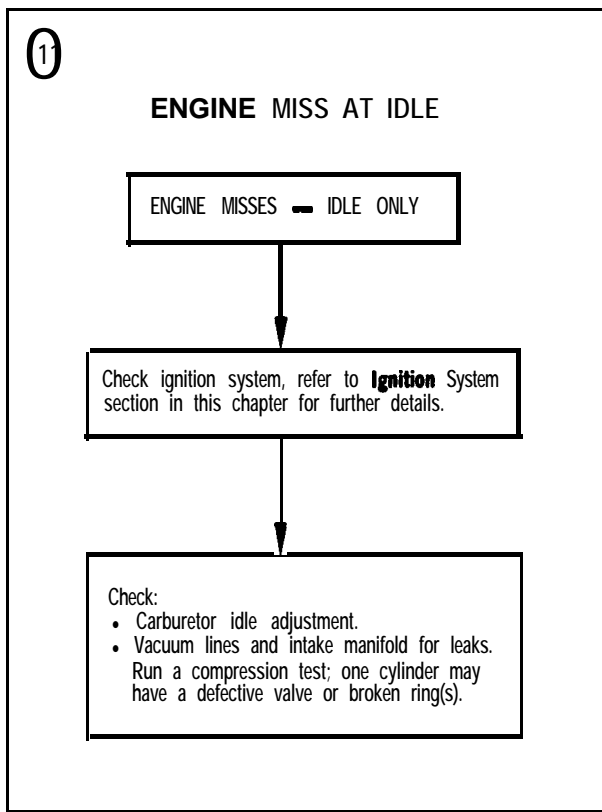 11
ENGINE MISS AT IDLE
ENGINE MISSES — IDLE ONLY
Check ignition system, refer to Ignition System
section in this chapter for further details.
Check:
• Carburetor idle adjustment.
• Vacuum lines and intake manifold for leaks.
Run a compression test; one cylinder may
have a defective valve or broken ring(s).